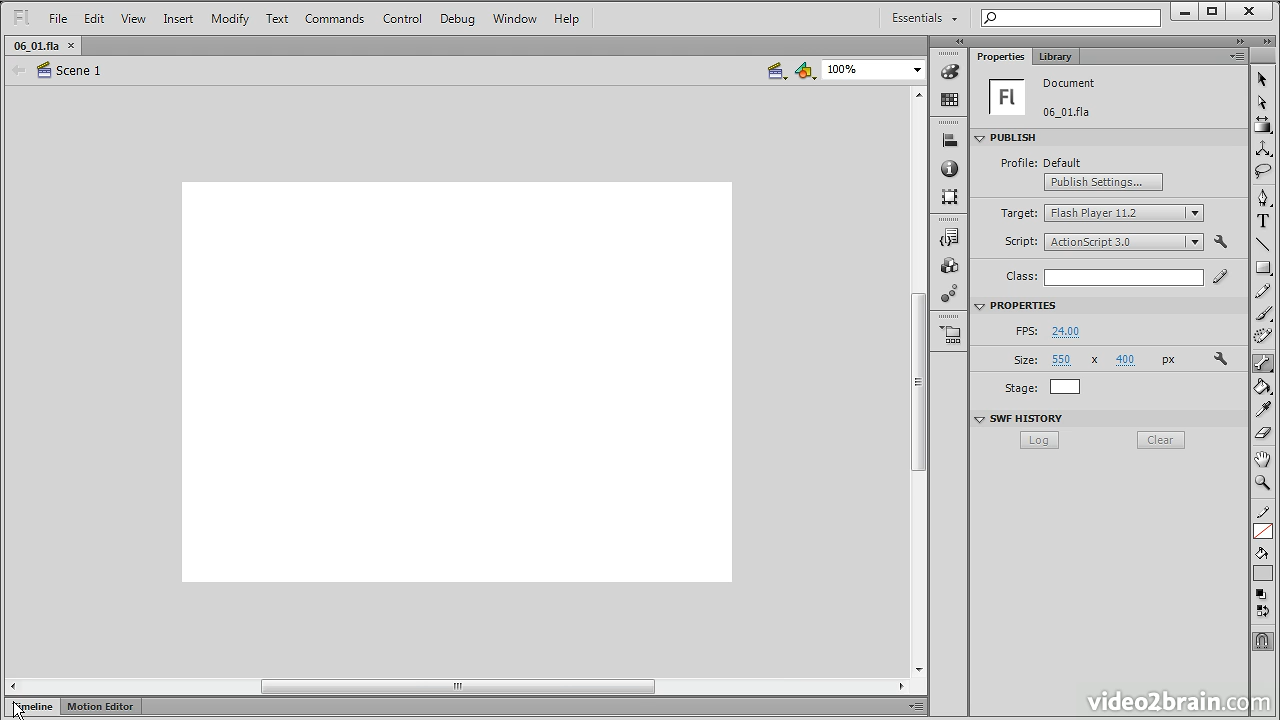 Fl File Edit View Insert Modify Text Commands Control Debug Window Help Essentials
06_01.fla ×
Scene 1 100%
Properties Library
Fl Document
06_01.fla
PUBLISH
Profile: Default
Publish Settings...
Target: Flash Player 11.2
Script: ActionScript 3.0
Class:
PROPERTIES
FPS: 24.00
Size: 550 x 400 px
Stage:
SWF HISTORY
Log Clear
T
Timeline Motion Editor
video2brain.com